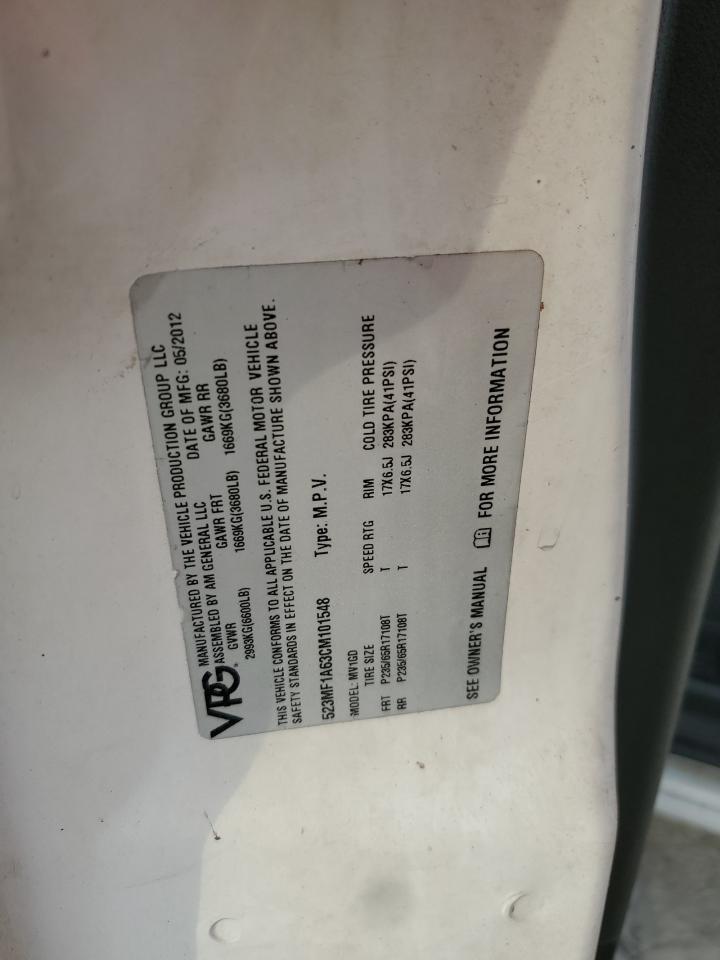 VPG
MANUFACTURED BY THE VEHICLE PRODUCTION GROUP LLC
ASSEMBLED BY AM GENERAL LLC DATE OF MFG: 05/2012
GVWR GAWR FRT GAWR RR
2993KG(6600LB) 1669KG(3680LB) 1669KG(3680LB)
THIS VEHICLE CONFORMS TO ALL APPLICABLE U.S. FEDERAL MOTOR VEHICLE
SAFETY STANDARDS IN EFFECT ON THE DATE OF MANUFACTURE SHOWN ABOVE.
523MF1A63CM101548 Type: M.P.V.
MODEL: MV1GD
TIRE SIZE SPEED RTG RIM COLD TIRE PRESSURE
FRT P235/65R17108T T 17X6.5J 283KPA(41PSI)
RR P235/65R17108T T 17X6.5J 283KPA(41PSI)
SEE OWNER'S MANUAL FOR MORE INFORMATION